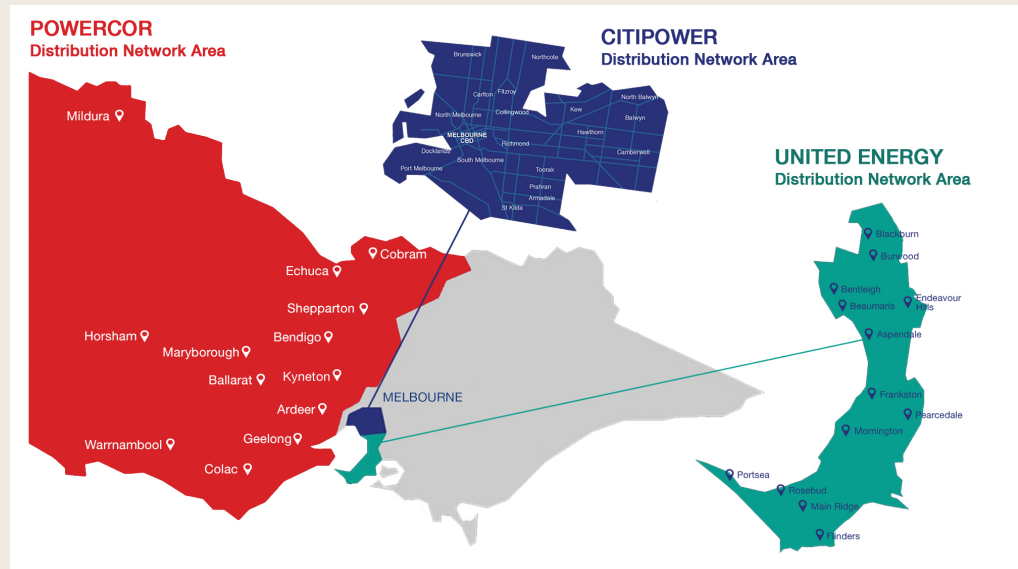 POWERCOR
Distribution Network Area
Mildura
Cobram
Echuca
Shepparton
Horsham
Bendigo
Maryborough
Ballarat
Kyneton
Ardeer
Geelong
Warrnambool
Colac
MELBOURNE
CITIPOWER
Distribution Network Area
Brunswick
Northcote
Carlton
Fitzroy
North Melbourne
Collingwood
Kew
North Balwyn
Balwyn
MELBOURNE
CBD
Hawthorn
Richmond
Camberwell
Docklands
South Melbourne
Port Melbourne
Toorak
Prahran
Armadale
St Kilda
UNITED ENERGY
Distribution Network Area
Blackburn
Burwood
Bentleigh
Beaumaris
Endeavour
Hills
Aspendale
Frankston
Pearcedale
Mornington
Portsea
Rosebud
Main Ridge
Flinders